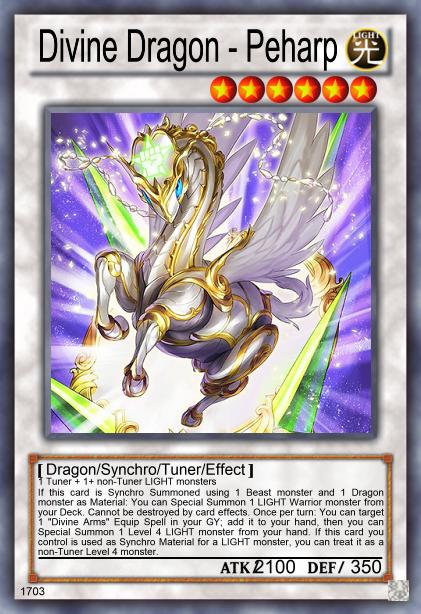 Divine Dragon - Peharp
LIGHT
光
[ Dragon/Synchro/Tuner/Effect ]
1 Tuner + 1+ non-Tuner LIGHT monsters
If this card is Synchro Summoned using 1 Beast monster and 1 Dragon
monster as Material: You can Special Summon 1 LIGHT Warrior monster from
your Deck. Cannot be destroyed by card effects. Once per turn: You can target
1 "Divine Arms" Equip Spell in your GY; add it to your hand, then you can
Special Summon 1 Level 4 LIGHT monster from your hand. If this card you
control is used as Synchro Material for a LIGHT monster, you can treat it as a
non-Tuner Level 4 monster.
ATK/2100 DEF/ 350
1703